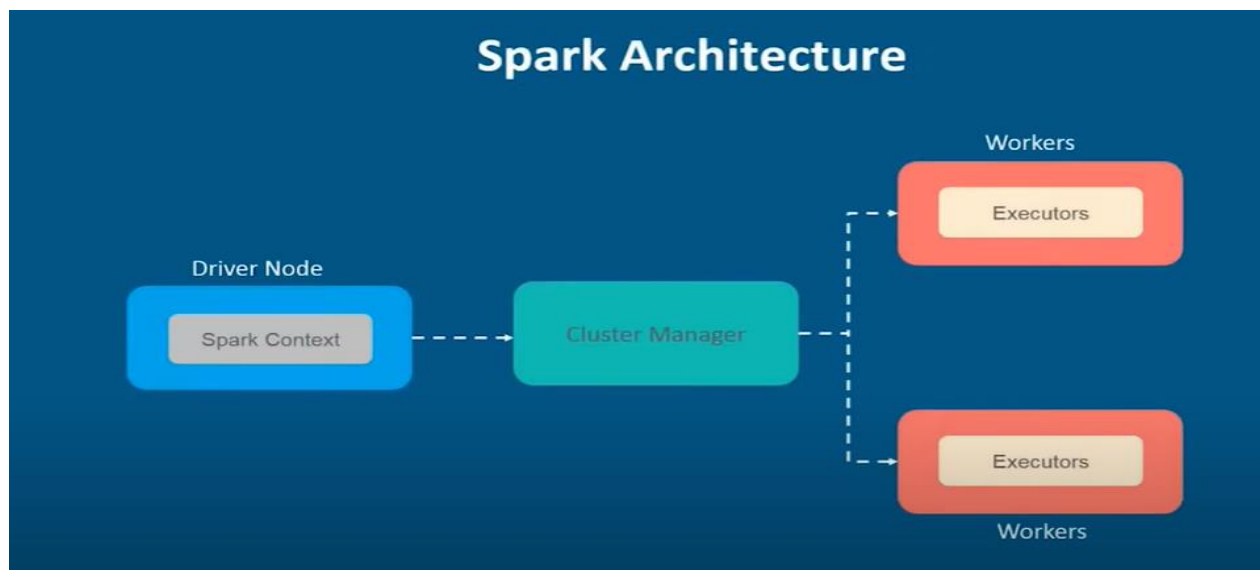 Spark Architecture
Workers
Executors
Driver Node
Spark Context
Cluster Manager
Executors
Workers